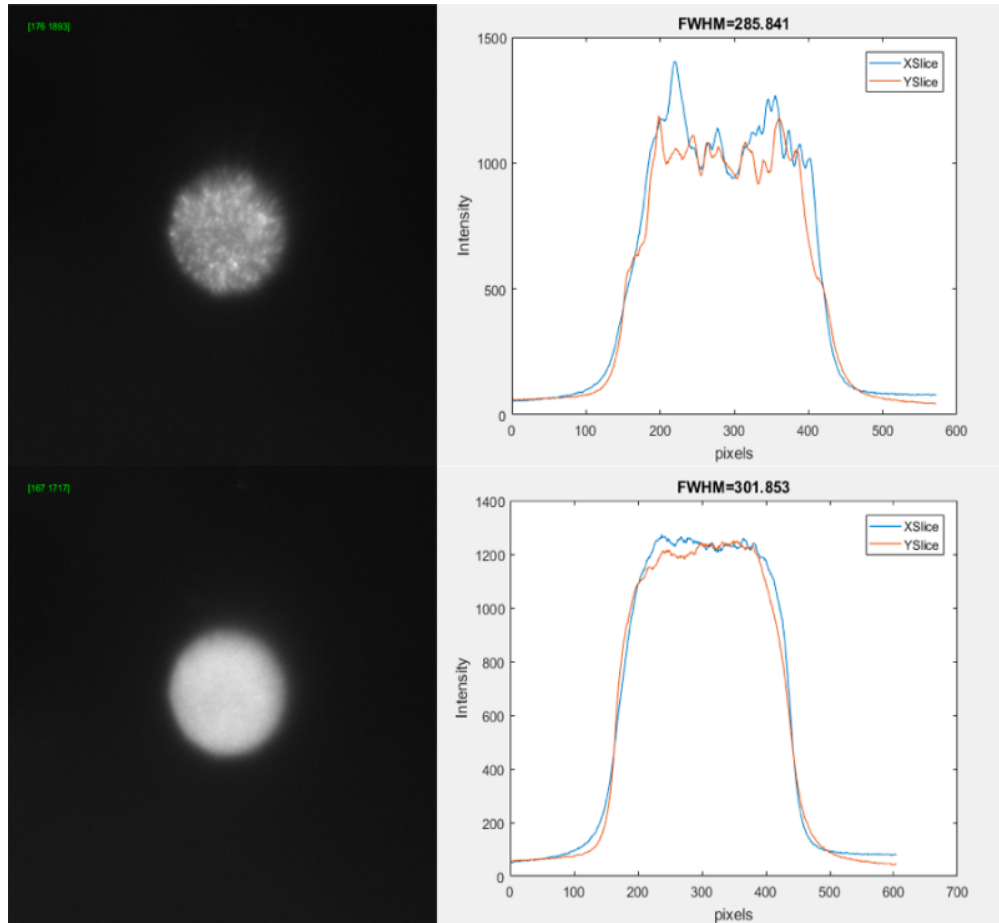 [176 1893]
FWHM=285.841
XSlice
YSlice
1500
1000
500
0
Intensity
0 100 200 300 400 500 600
pixels
[167 1717]
FWHM=301.853
XSlice
YSlice
1400
1200
1000
800
600
400
200
0
Intensity
0 100 200 300 400 500 600 700
pixels